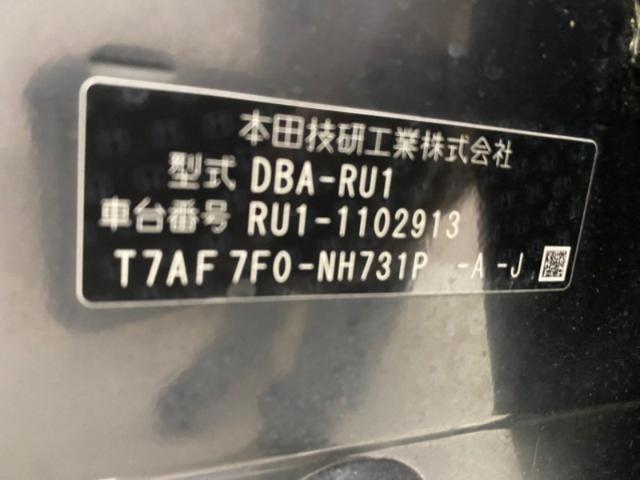 本田技研工業株式会社
型式 DBA-RU1
車台番号 RU1-1102913
T7AF 7F0-NH731P -A -J